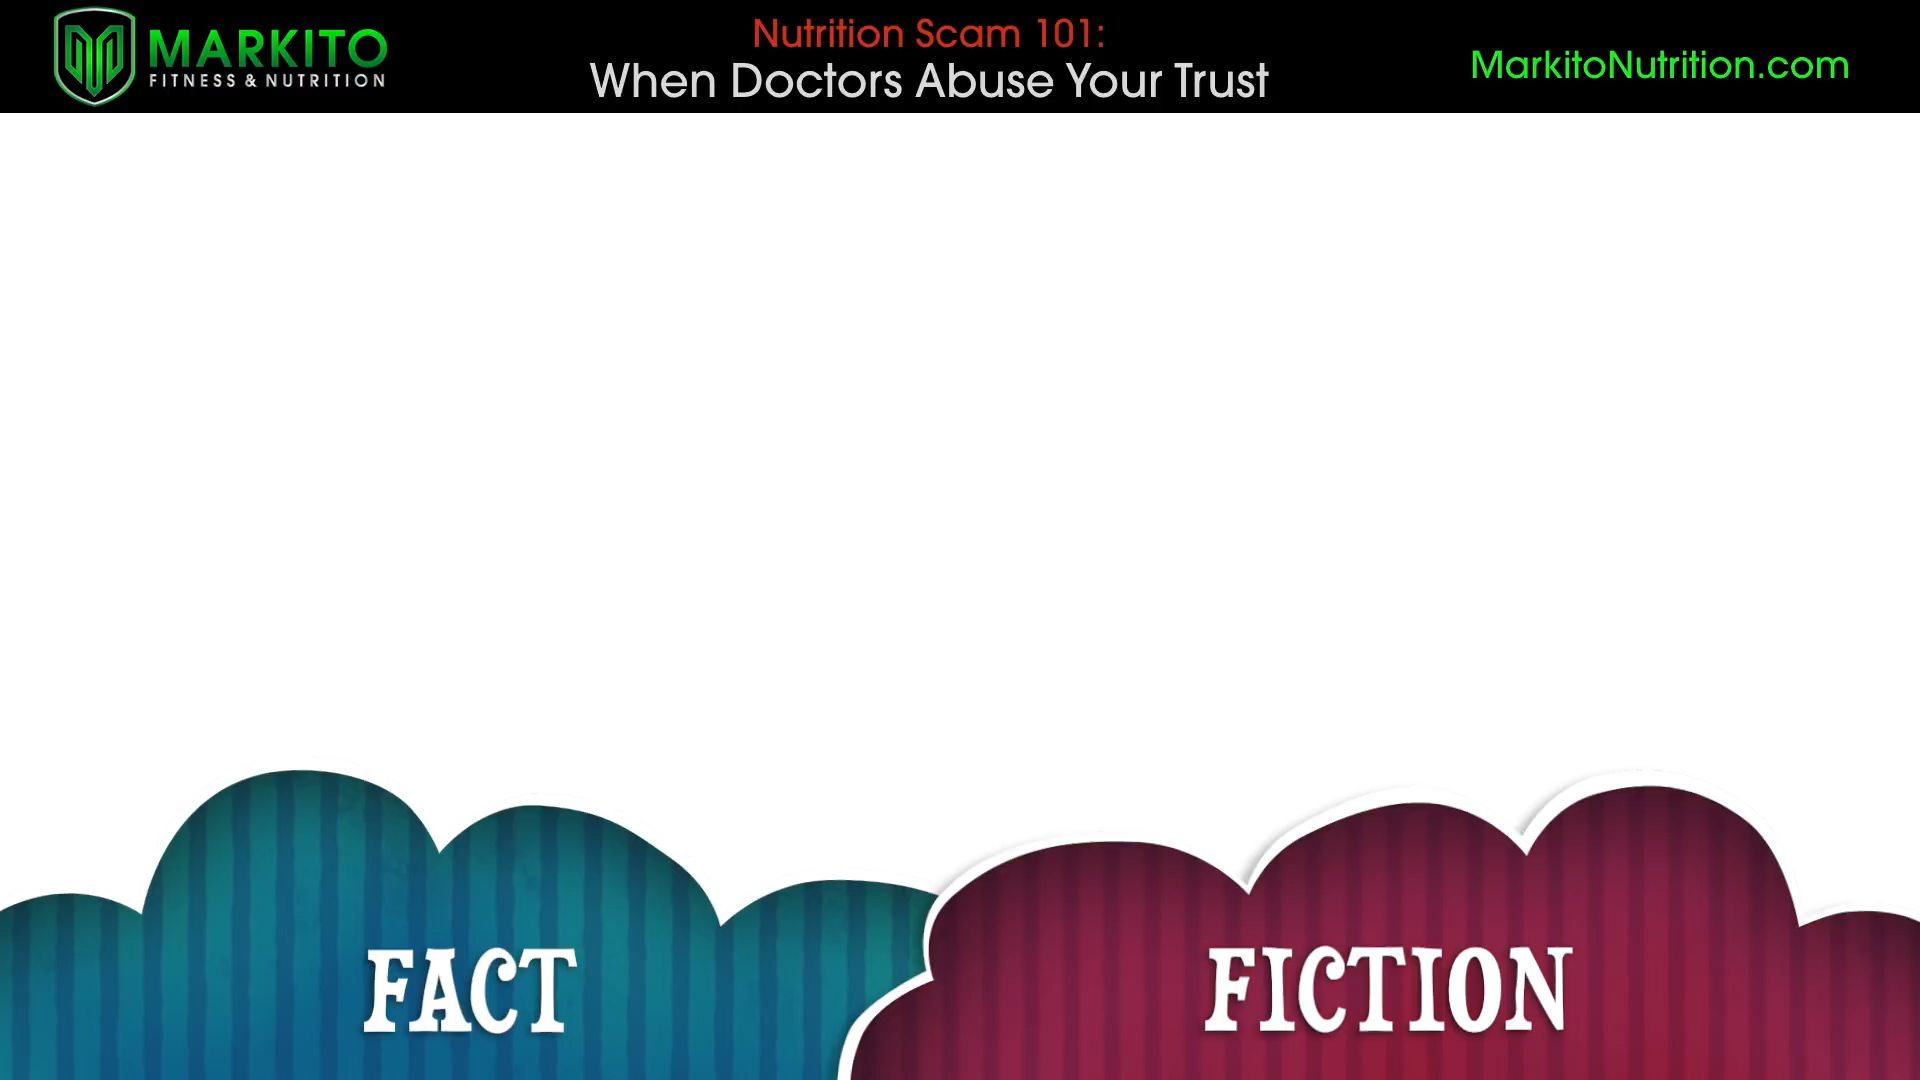 MARKITO
FITNESS & NUTRITION
Nutrition Scam 101:
When Doctors Abuse Your Trust
MarkitoNutrition.com
FACT
FICTION